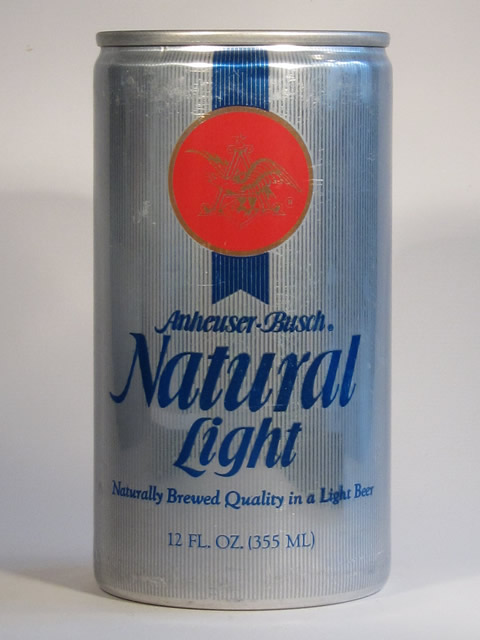 Anheuser-Busch®
Natural
Light
Naturally Brewed Quality in a Light Beer
12 FL. OZ. (355 ML)